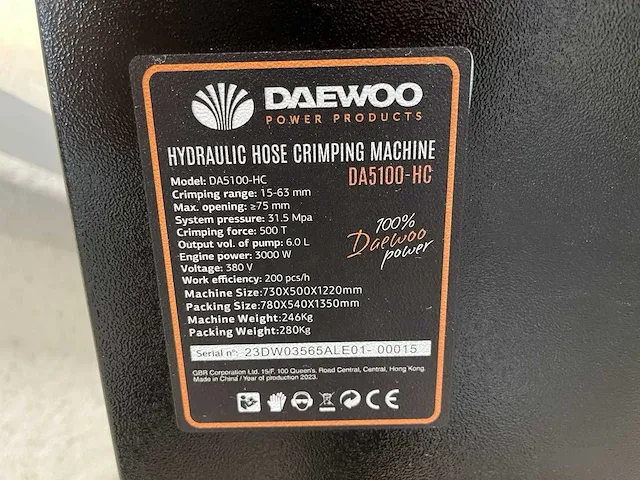 DAEWOO
POWER PRODUCTS
HYDRAULIC HOSE CRIMPING MACHINE
DA5100-HC
Model: DA5100-HC
Crimping range: 15-63 mm
Max. opening: ≥75 mm
System pressure: 31.5 Mpa
Crimping force: 500 T
Output vol. of pump: 6.0 L
Engine power: 3000 W
Voltage: 380 V
Work efficiency: 200 pcs/h
Machine Size:730X500X1220mm
Packing Size:780X540X1350mm
Machine Weight:246Kg
Packing Weight:280Kg
100%
Daewoo
power
Serial n°: 23DW03565ALE01- 00015
GBR Corporation Ltd. 15/F, 100 Queen's, Road Central, Central, Hong Kong.
Made in China / Year of production 2023.
CE